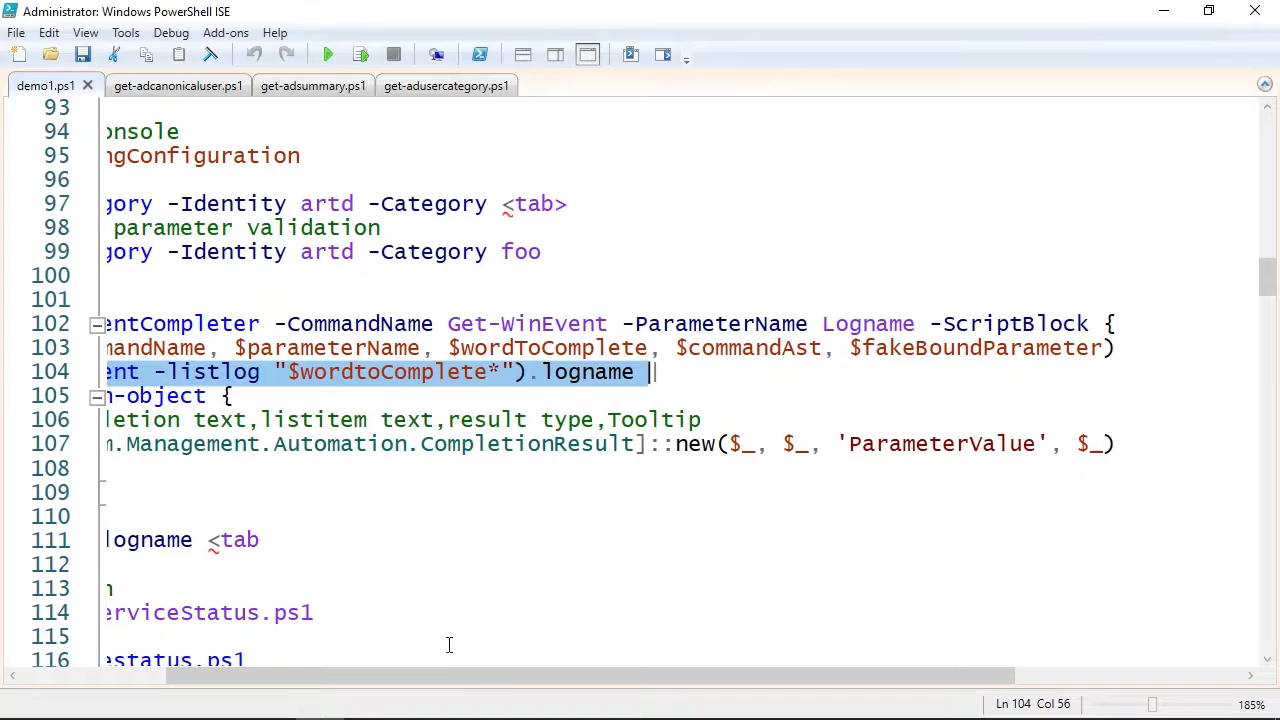 Administrator: Windows PowerShell ISE
File Edit View Tools Debug Add-ons Help
demo1.ps1 get-adcanonicaluser.ps1 get-adsummary.ps1 get-adusercategory.ps1
93
94 onsole
95 ngConfiguration
96
97 gory -Identity artd -Category <tab>
98 parameter validation
99 gory -Identity artd -Category foo
100
101
102 entCompleter -CommandName Get-WinEvent -ParameterName Logname -ScriptBlock {
103 mandName, $parameterName, $wordToComplete, $commandAst, $fakeBoundParameter)
104 ent -listlog "$wordtoComplete*").logname |
105 h-object {
106 letion text,listitem text,result type,Tooltip
107 m.Management.Automation.CompletionResult]::new($_, $_, 'ParameterValue', $_)
108
109
110
111 logname <tab
112
113 n
114 erviceStatus.ps1
115
116 estatus.ps1
Ln 104 Col 56 185%